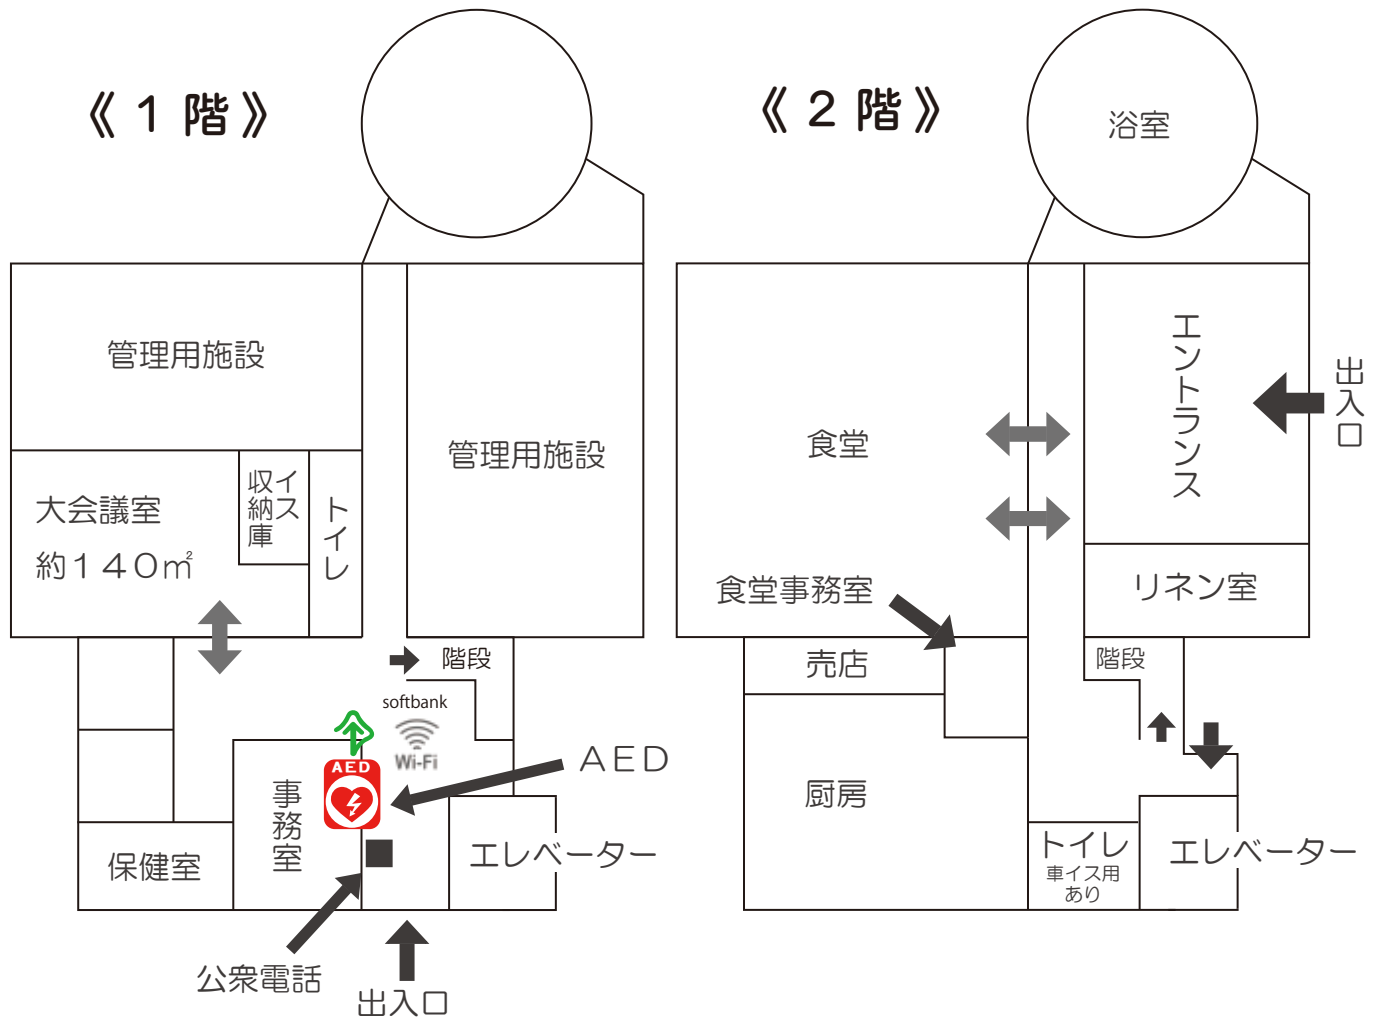 《１階》
管理用施設
管理用施設
大会議室
約１４０㎡
イス
収納庫
トイレ
階段
softbank
Wi-Fi
AED
ＡＥＤ
事務室
保健室
エレベーター
公衆電話
出入口
《２階》
浴室
エントランス
出入口
食堂
リネン室
食堂事務室
売店
階段
厨房
トイレ
車イス用
あり
エレベーター